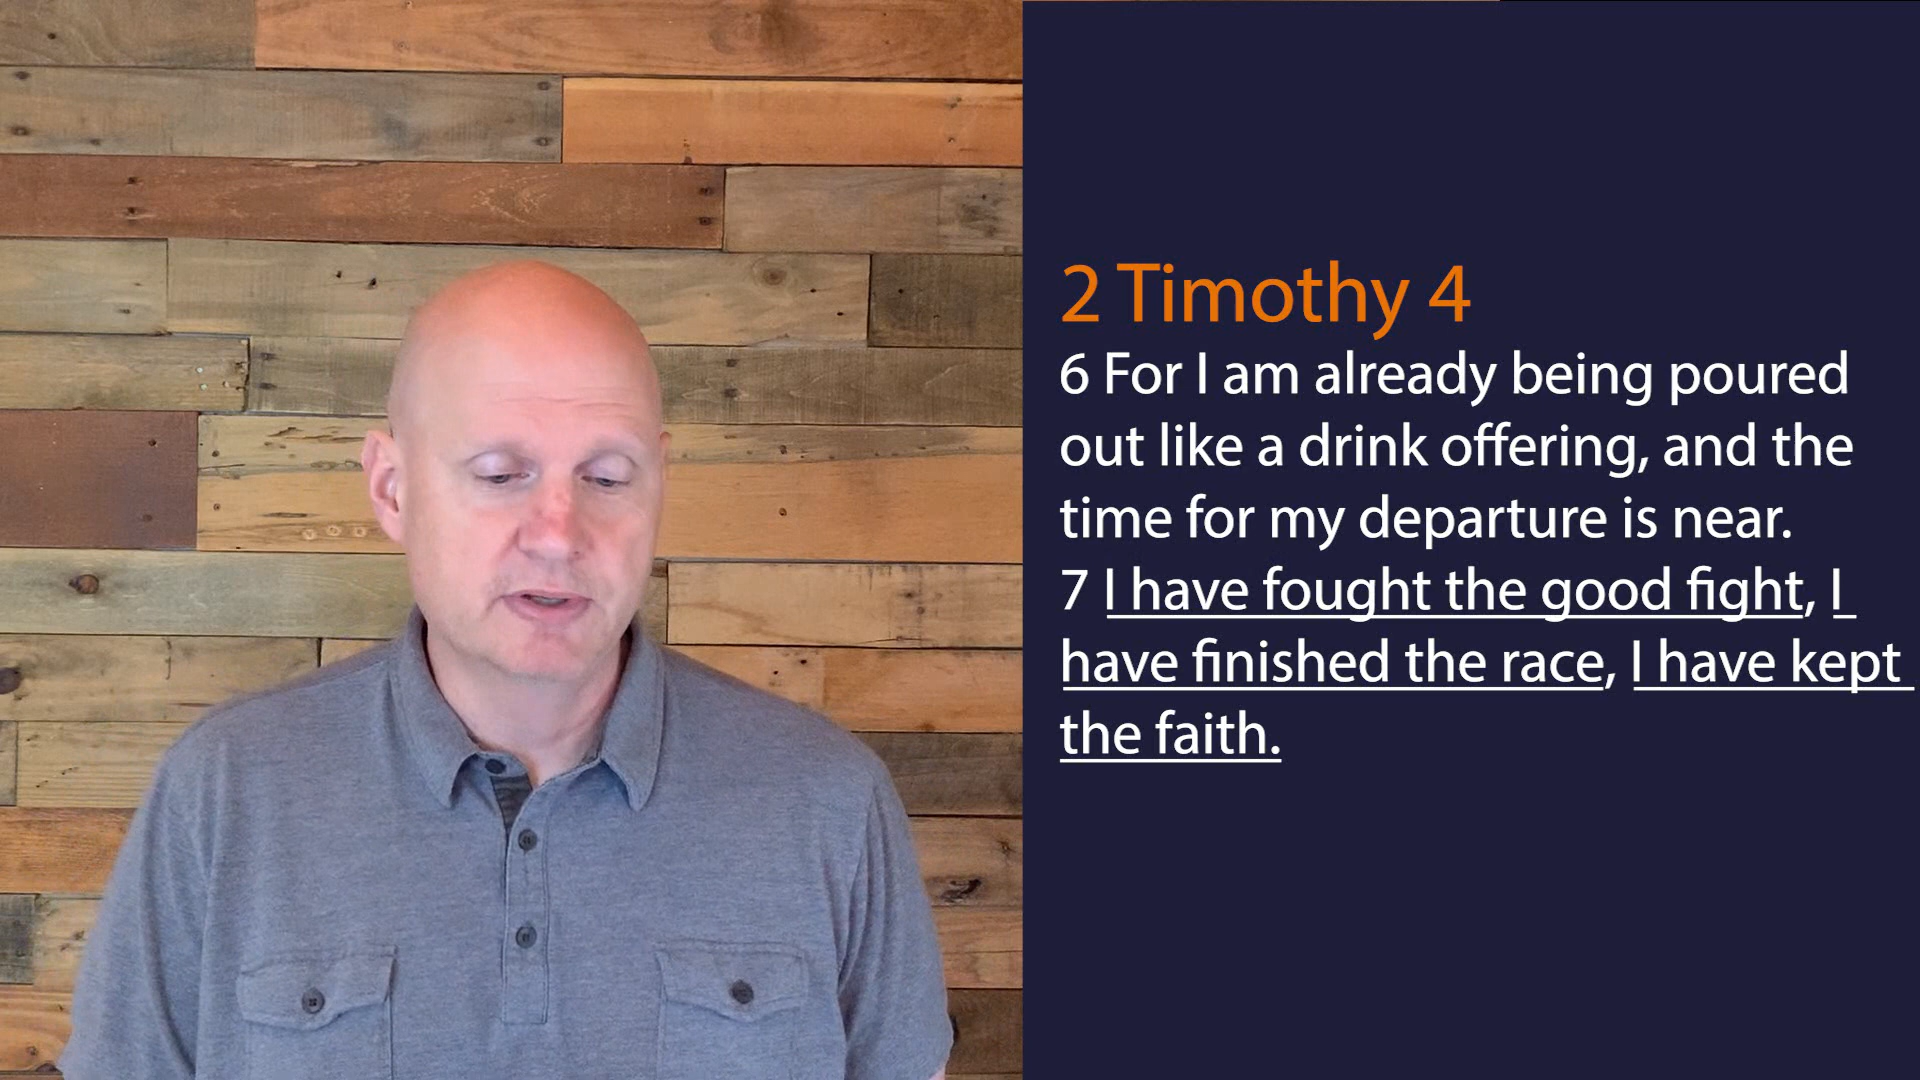 2 Timothy 4
6 For I am already being poured
out like a drink offering, and the
time for my departure is near.
7 I have fought the good fight, I
have finished the race, I have kept
the faith.